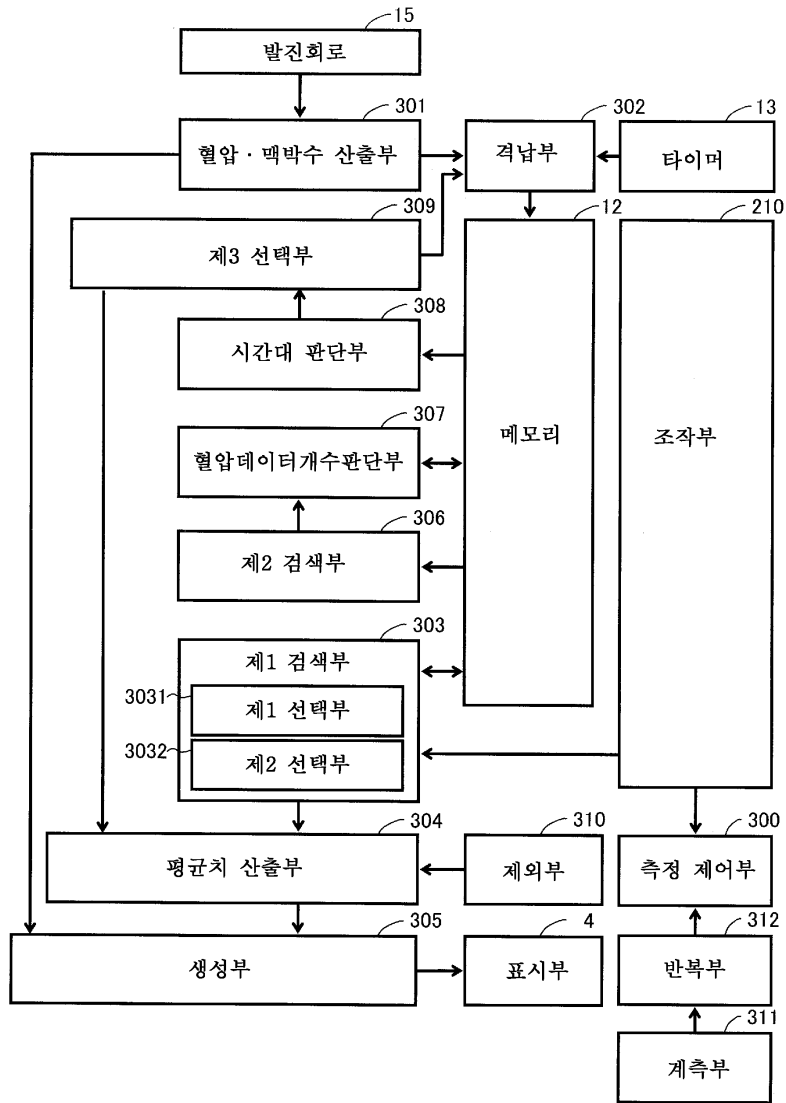 15
발진회로
301
혈압·맥박수 산출부
302
격납부
13
타이머
309
제3 선택부
12
메모리
210
조작부
308
시간대 판단부
307
혈압데이터개수판단부
306
제2 검색부
303
제1 검색부
3031
제1 선택부
3032
제2 선택부
304
평균치 산출부
310
제외부
300
측정 제어부
305
생성부
4
표시부
312
반복부
311
계측부